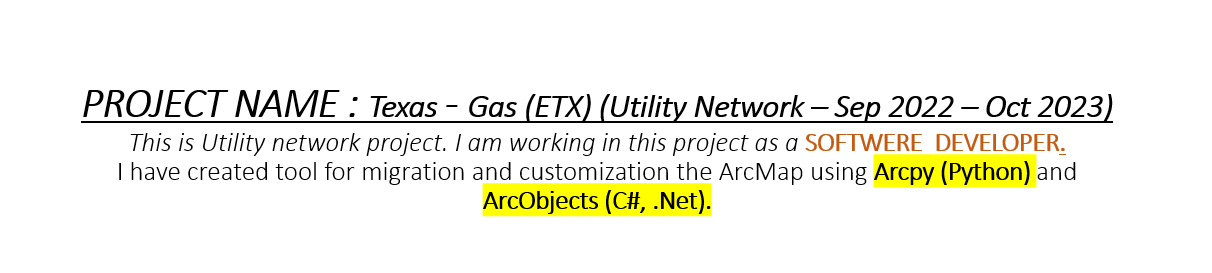 PROJECT NAME : Texas - Gas (ETX) (Utility Network – Sep 2022 – Oct 2023)
This is Utility network project. I am working in this project as a SOFTWERE DEVELOPER.
I have created tool for migration and customization the ArcMap using Arcpy (Python) and
ArcObjects (C#, .Net).